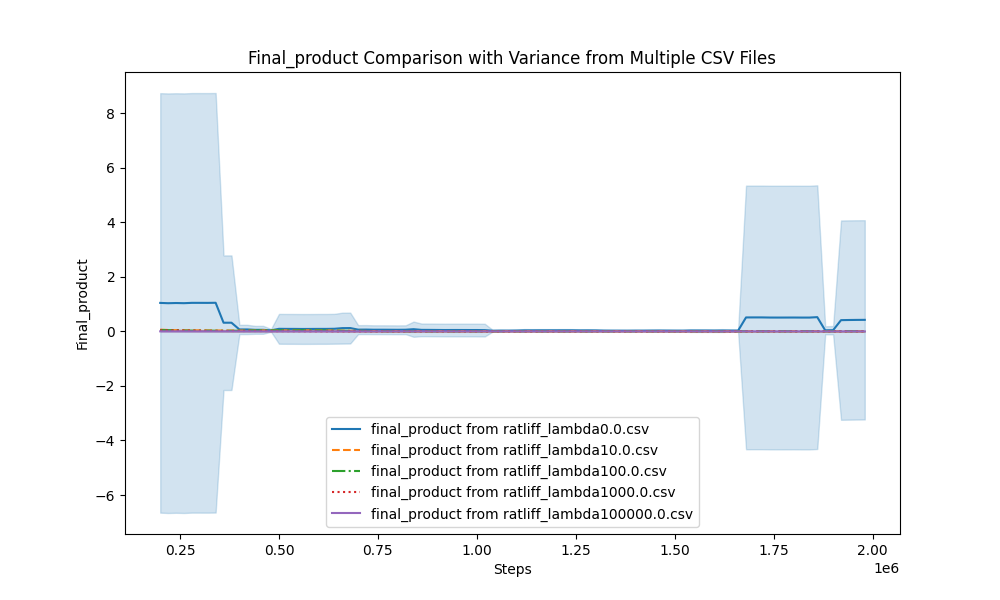 Final_product Comparison with Variance from Multiple CSV Files
Final_product
8
6
4
2
0
−2
−4
−6
final_product from ratliff_lambda0.0.csv
final_product from ratliff_lambda10.0.csv
final_product from ratliff_lambda100.0.csv
final_product from ratliff_lambda1000.0.csv
final_product from ratliff_lambda100000.0.csv
0.25 0.50 0.75 1.00 1.25 1.50 1.75 2.00
1e6
Steps